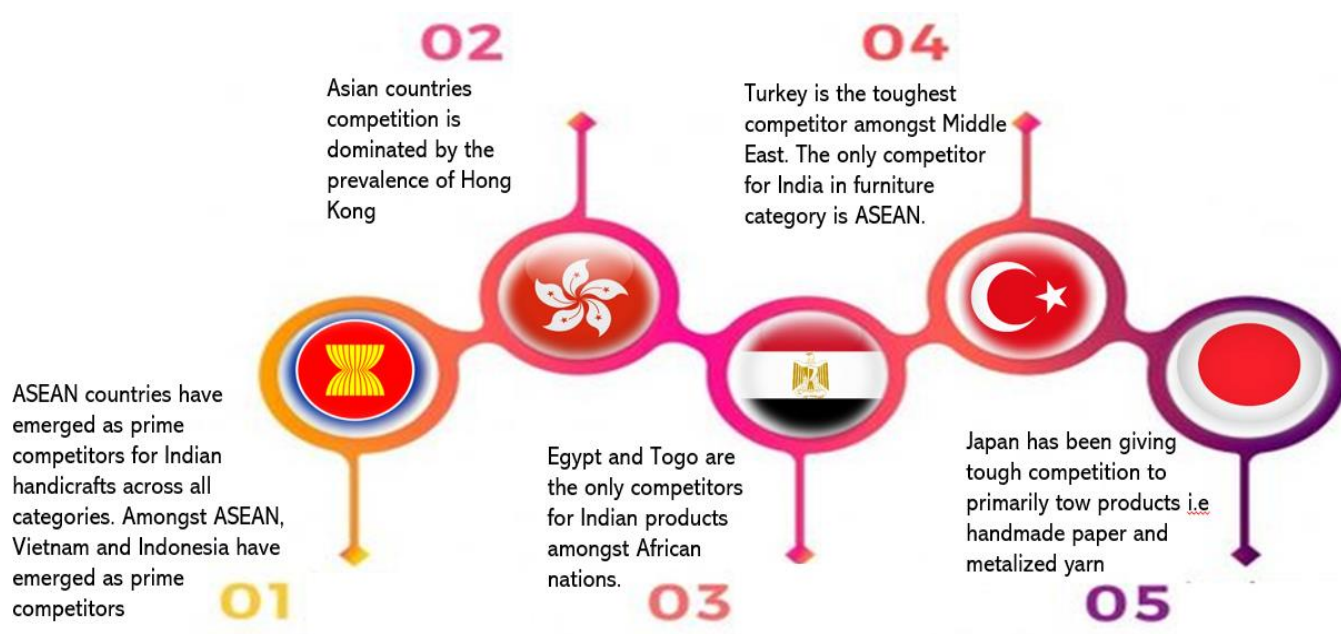 02
Asian countries
competition is
dominated by the
prevalence of Hong
Kong
04
Turkey is the toughest
competitor amongst Middle
East. The only competitor
for India in furniture
category is ASEAN.
ASEAN countries have
emerged as prime
competitors for Indian
handicrafts across all
categories. Amongst ASEAN,
Vietnam and Indonesia have
emerged as prime
competitors
01
Egypt and Togo are
the only competitors
for Indian products
amongst African
nations.
03
Japan has been giving
tough competition to
primarily tow products i.e
handmade paper and
metalized yarn
05